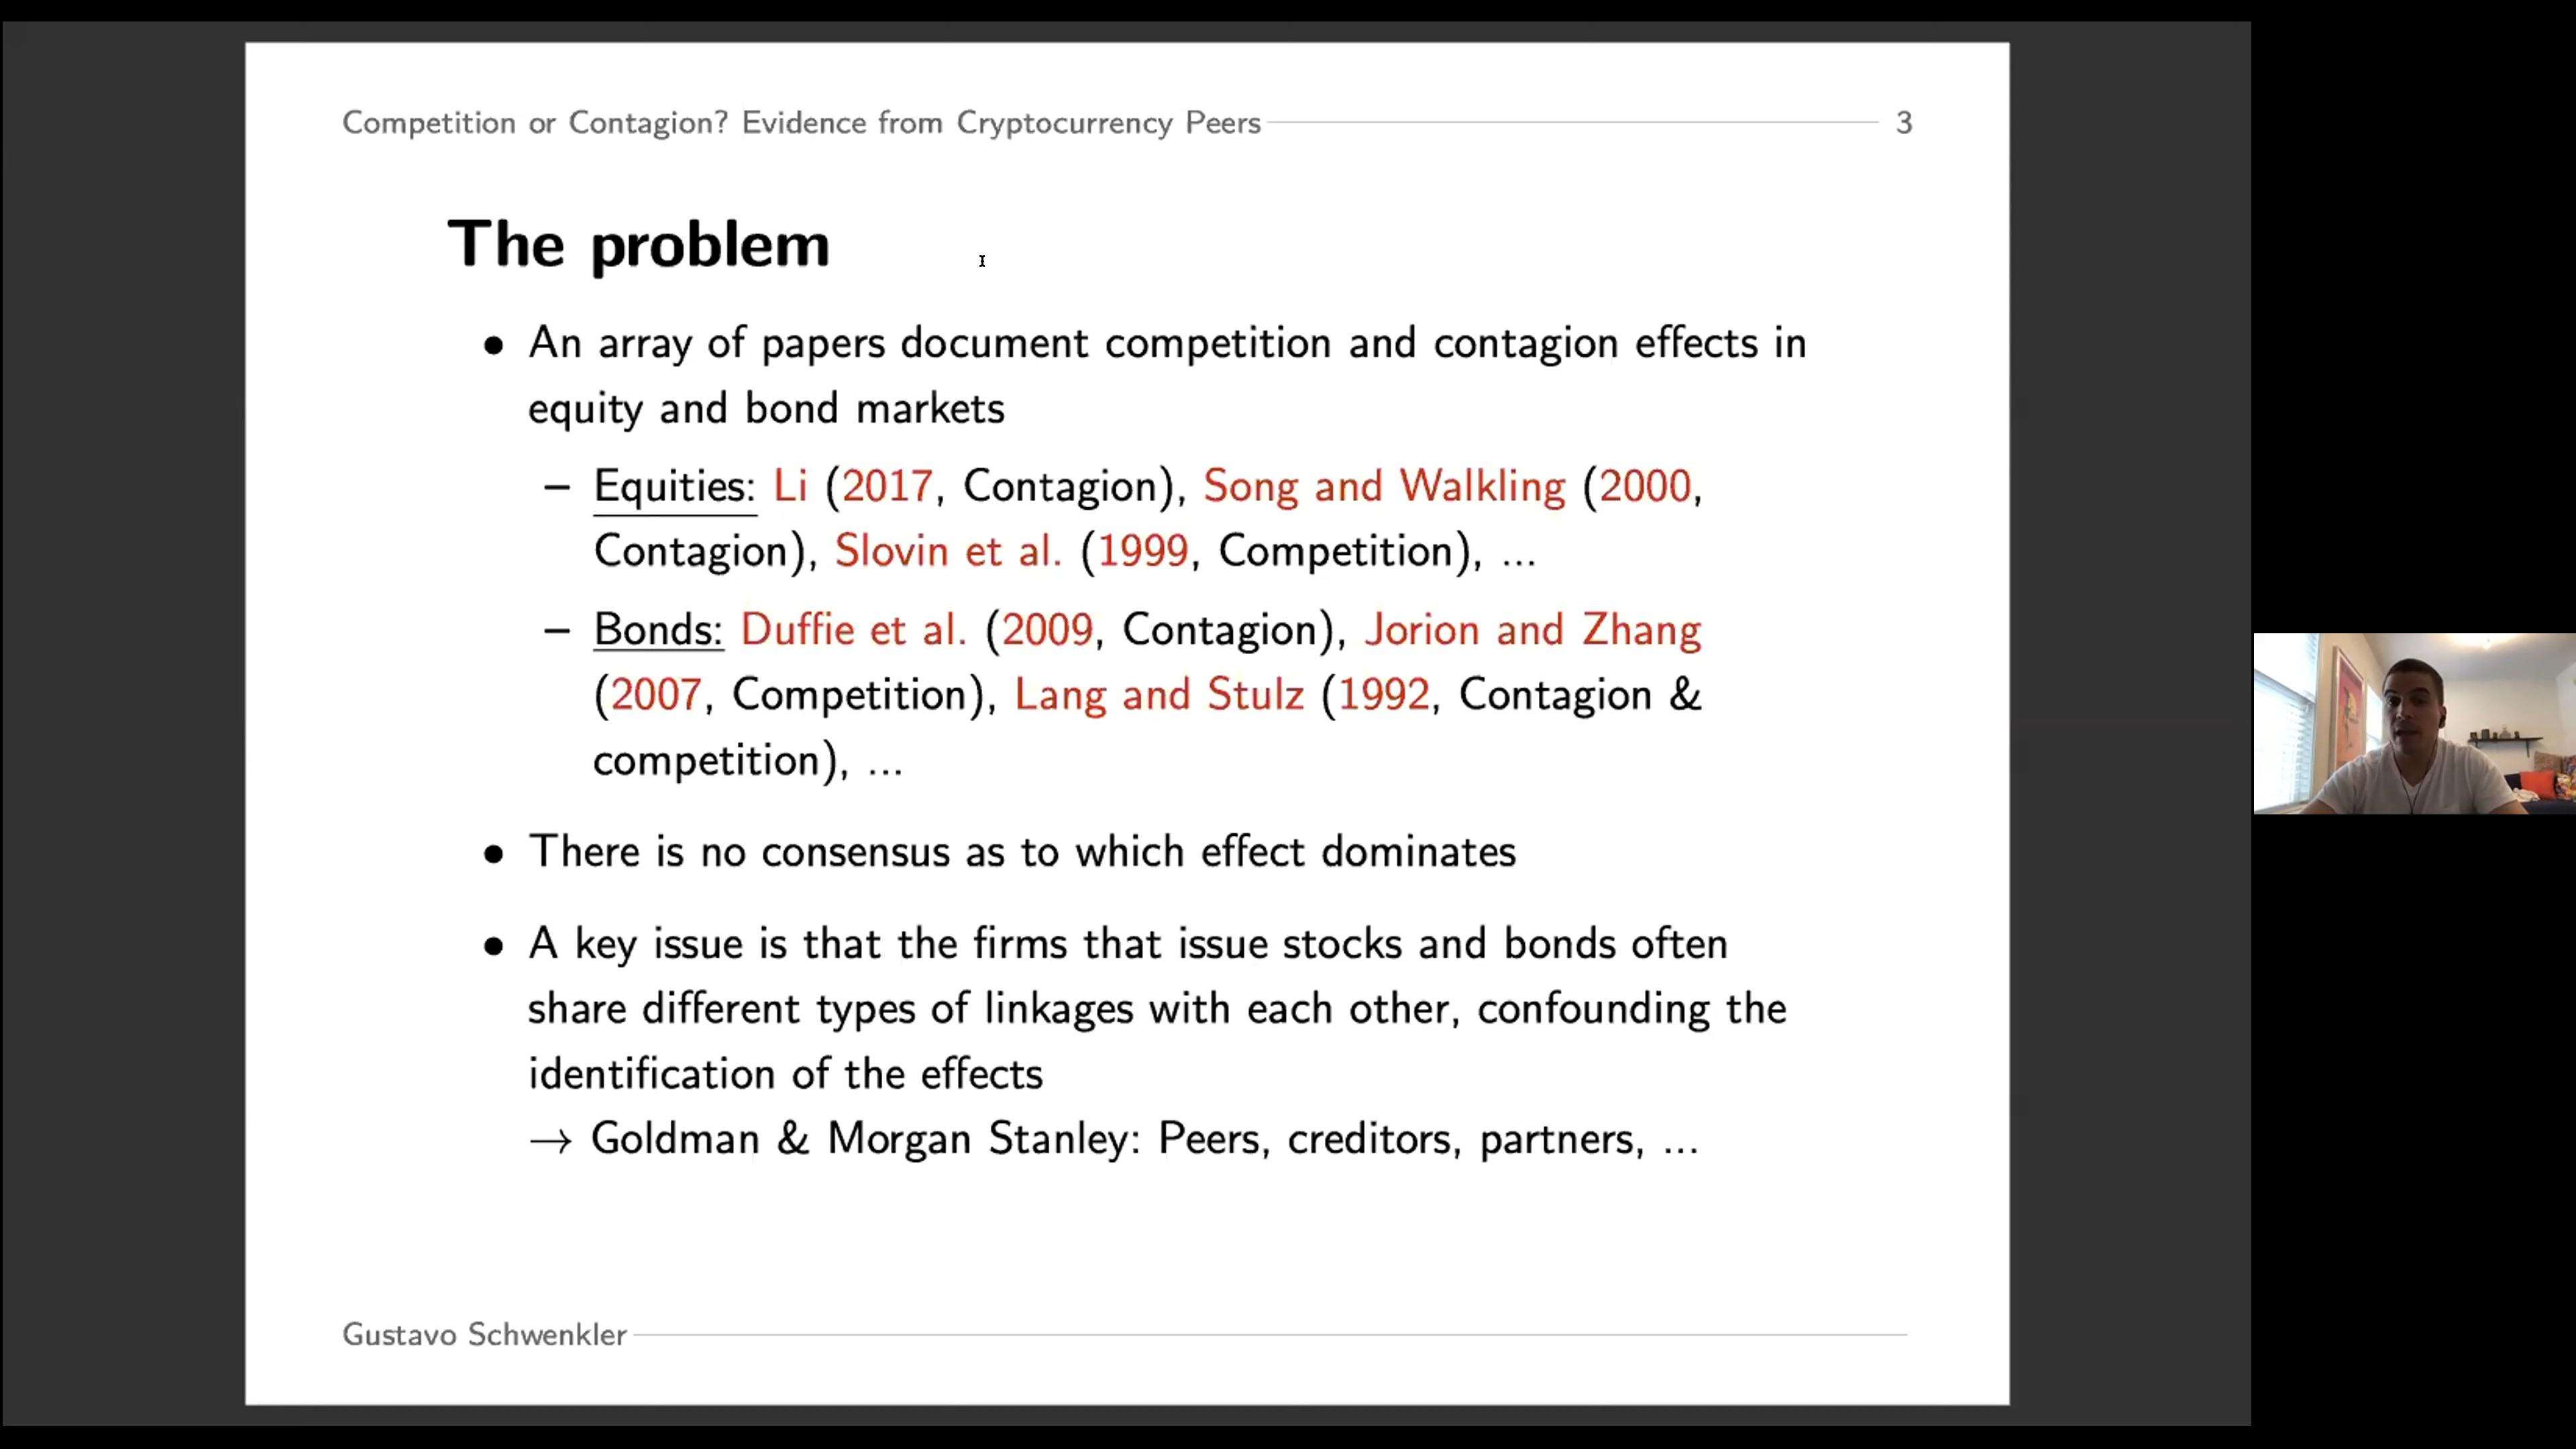 Competition or Contagion? Evidence from Cryptocurrency Peers 3
The problem
• An array of papers document competition and contagion effects in
equity and bond markets
– Equities: Li (2017, Contagion), Song and Walkling (2000,
Contagion), Slovin et al. (1999, Competition), ...
– Bonds: Duffie et al. (2009, Contagion), Jorion and Zhang
(2007, Competition), Lang and Stulz (1992, Contagion &
competition), ...
• There is no consensus as to which effect dominates
• A key issue is that the firms that issue stocks and bonds often
share different types of linkages with each other, confounding the
identification of the effects
→ Goldman & Morgan Stanley: Peers, creditors, partners, ...
Gustavo Schwenkler